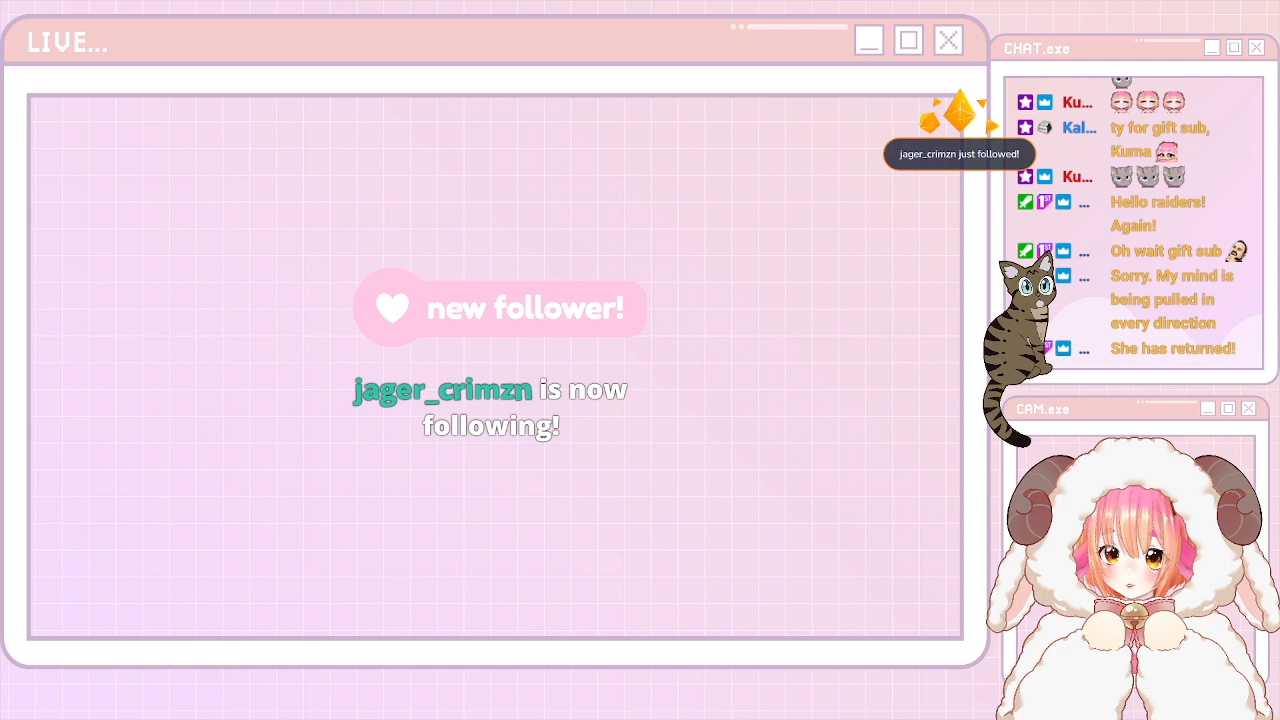 LIVE...
CHAT.exe
Ku...
Kal... ty for gift sub,
Kuma
Ku...
... Hello raiders!
Again!
... Oh wait gift sub
... Sorry. My mind is
being pulled in
every direction
... She has returned!
jager_crimzn just followed!
new follower!
jager_crimzn is now
following!
CAM.exe